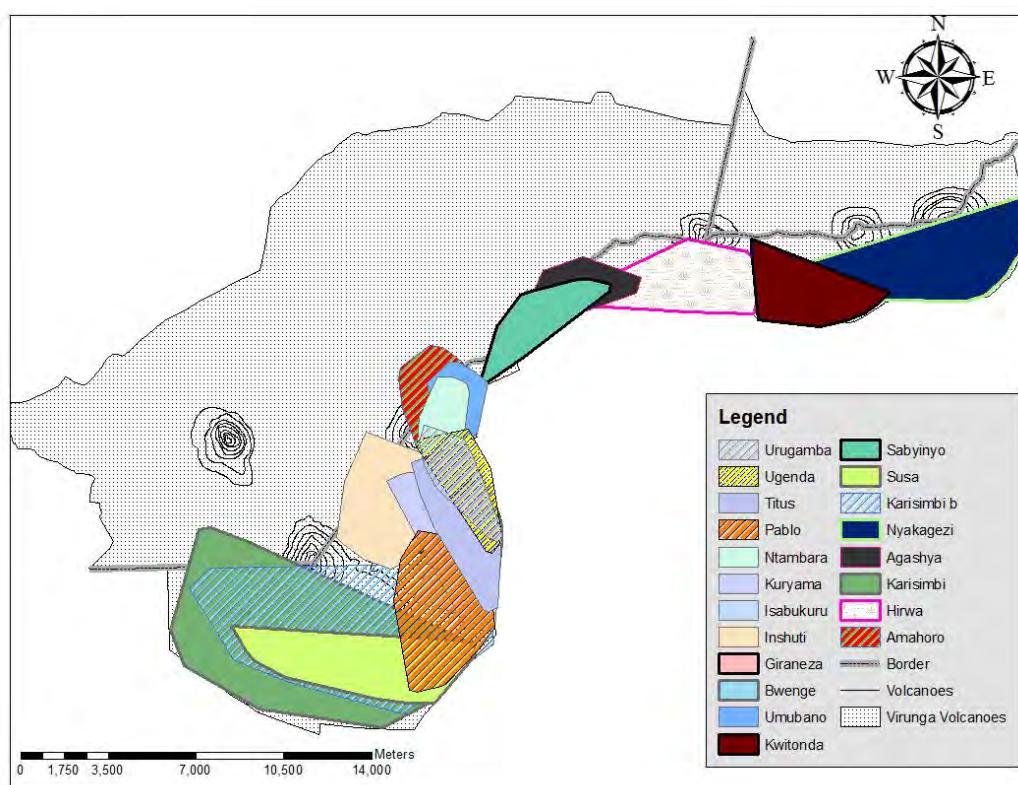 N
W E
S
Legend
Urugamba Sabyinyo
Ugenda Susa
Titus Karisimbi b
Pablo Nyakagezi
Ntambara Agashya
Kuryama Karisimbi
Isabukuru Hirwa
Inshuti Amahoro
Giraneza Border
Bwenge Volcanoes
Umubano Virunga Volcanoes
Kwitonda
Meters
0 1,750 3,500 7,000 10,500 14,000